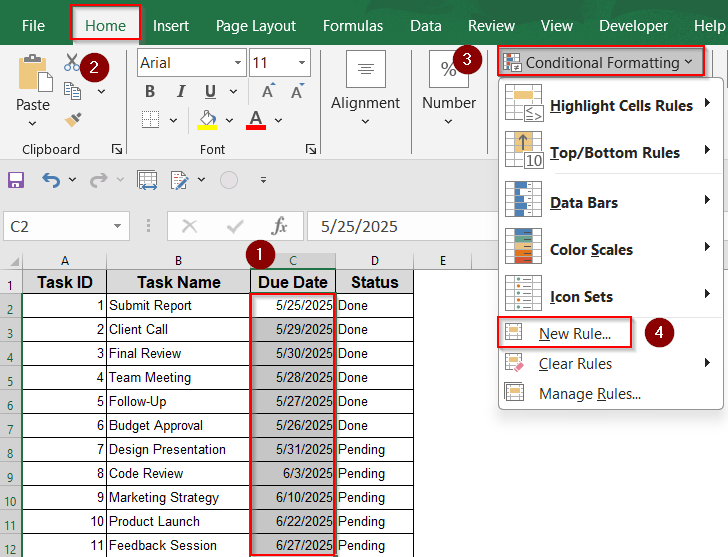 File Home Insert Page Layout Formulas Data Review View Developer Help
2 3
Paste
Clipboard
Arial 11
B I U A A
A
Font
Alignment
% Number
Conditional Formatting
Highlight Cells Rules
Top/Bottom Rules
10
Data Bars
Color Scales
Icon Sets
New Rule... 4
Clear Rules
Manage Rules...
C2 fx 5/25/2025
1
A B C D E
1 Task ID Task Name Due Date Status
2 1 Submit Report 5/25/2025 Done
3 2 Client Call 5/29/2025 Done
4 3 Final Review 5/30/2025 Done
5 4 Team Meeting 5/28/2025 Done
6 5 Follow-Up 5/27/2025 Done
7 6 Budget Approval 5/26/2025 Done
8 7 Design Presentation 5/31/2025 Pending
9 8 Code Review 6/3/2025 Pending
10 9 Marketing Strategy 6/10/2025 Pending
11 10 Product Launch 6/22/2025 Pending
12 11 Feedback Session 6/27/2025 Pending